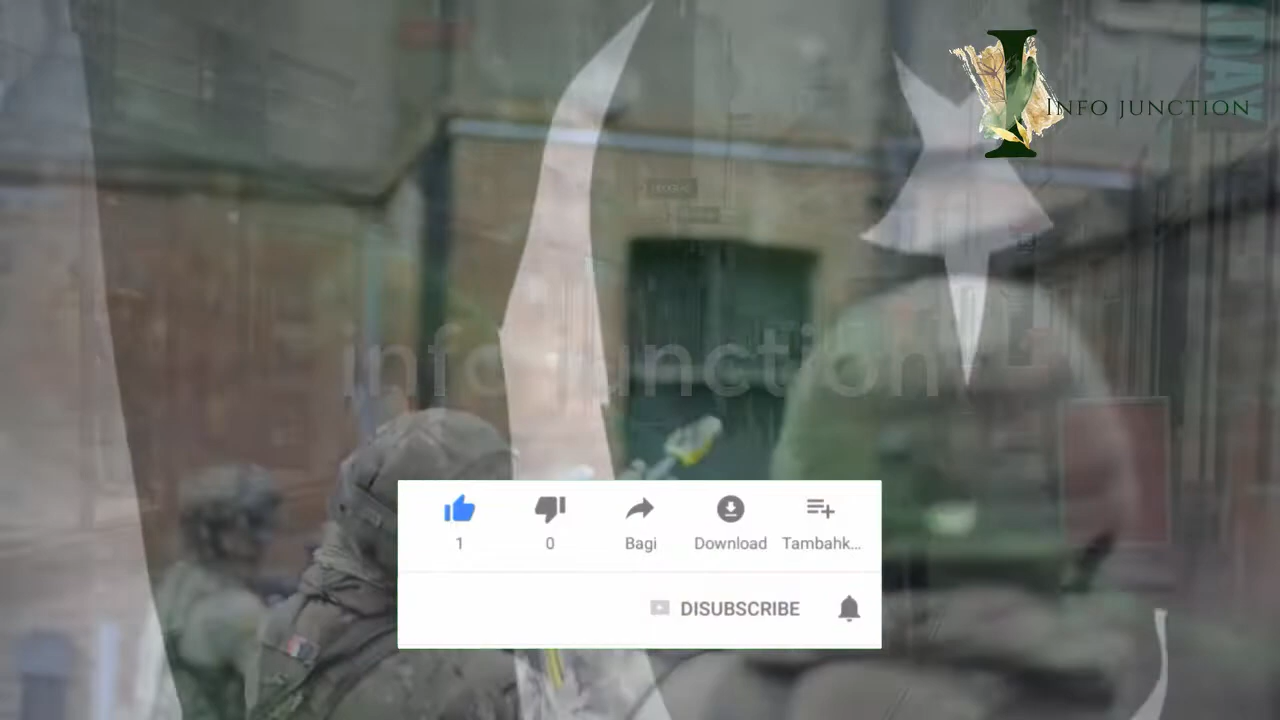 INFO JUNCTION
info junction
1
0
Bagi
Download
Tambahk...
DISUBSCRIBE